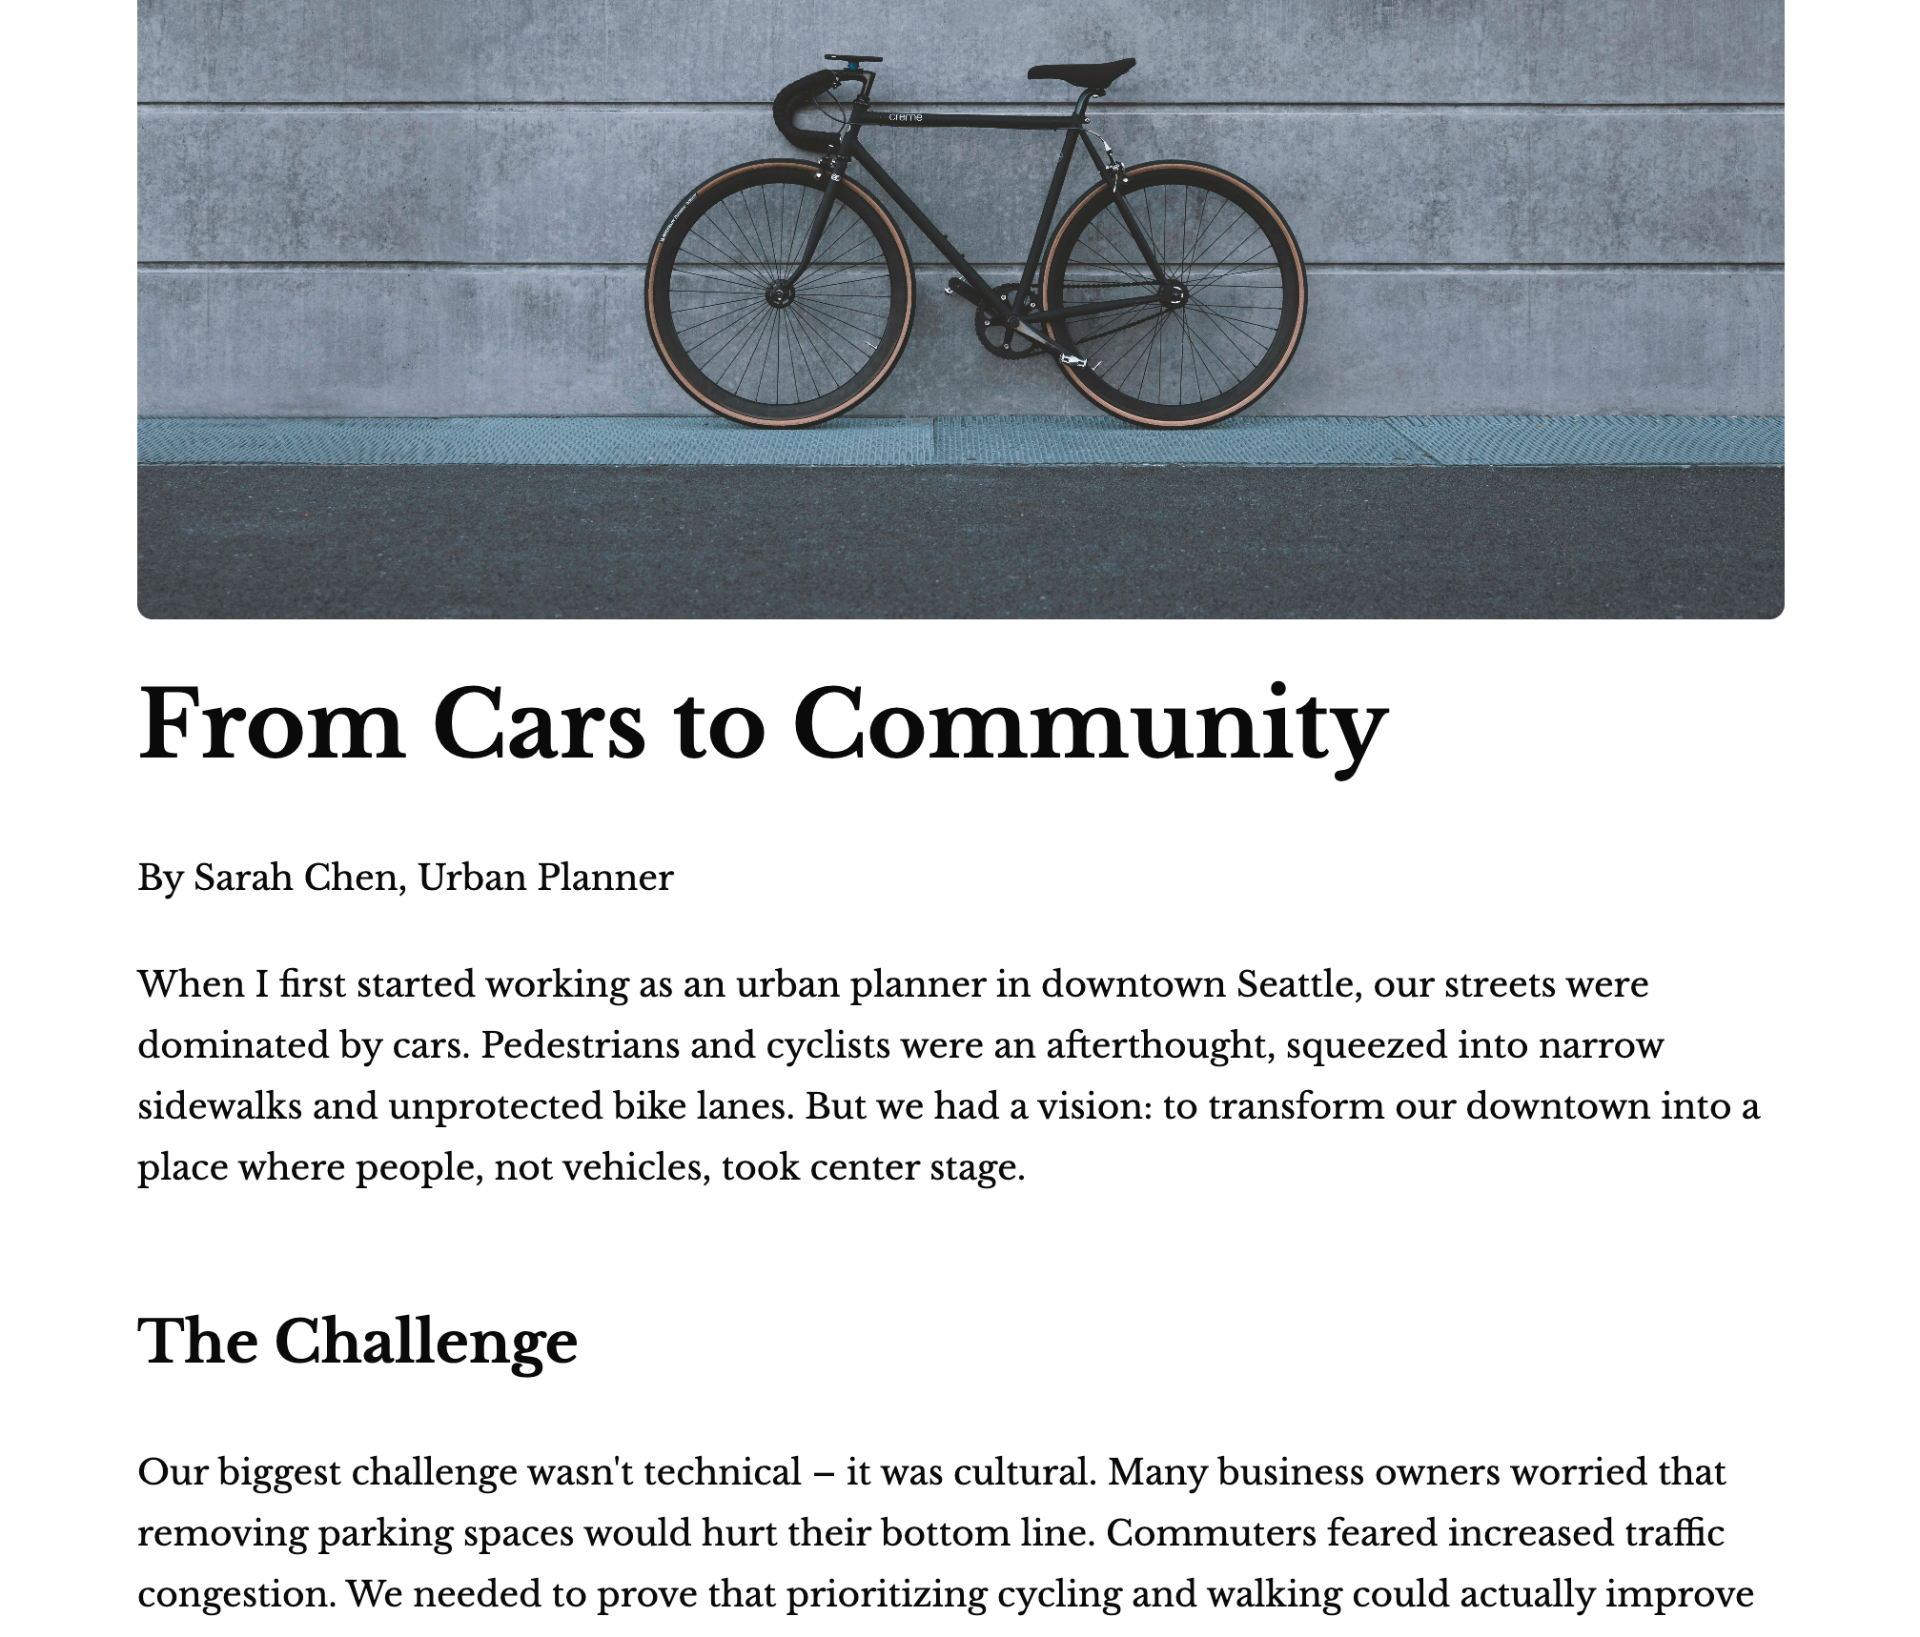 creme
From Cars to Community
By Sarah Chen, Urban Planner
When I first started working as an urban planner in downtown Seattle, our streets were
dominated by cars. Pedestrians and cyclists were an afterthought, squeezed into narrow
sidewalks and unprotected bike lanes. But we had a vision: to transform our downtown into a
place where people, not vehicles, took center stage.
The Challenge
Our biggest challenge wasn't technical – it was cultural. Many business owners worried that
removing parking spaces would hurt their bottom line. Commuters feared increased traffic
congestion. We needed to prove that prioritizing cycling and walking could actually improve